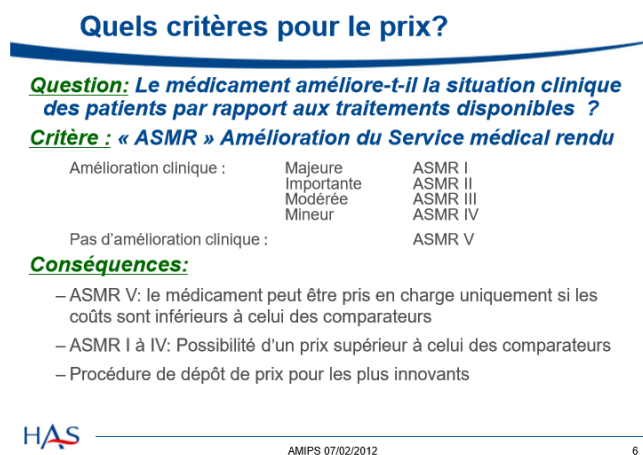 Quels critères pour le prix?
Question: Le médicament améliore-t-il la situation clinique
des patients par rapport aux traitements disponibles ?
Critère : « ASMR » Amélioration du Service médical rendu
Amélioration clinique : Majeure ASMR I
Importante ASMR II
Modérée ASMR III
Mineur ASMR IV
Pas d'amélioration clinique : ASMR V
Conséquences:
– ASMR V: le médicament peut être pris en charge uniquement si les
coûts sont inférieurs à celui des comparateurs
– ASMR I à IV: Possibilité d'un prix supérieur à celui des comparateurs
– Procédure de dépôt de prix pour les plus innovants
HAS
AMIPS 07/02/2012 6